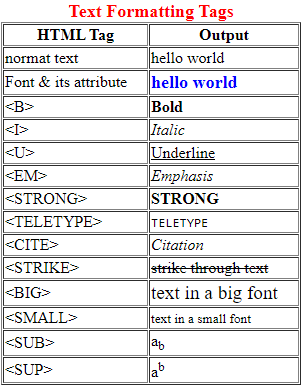 Text Formatting Tags
HTML Tag Output
normat text hello world
Font & its attribute hello world
<B> Bold
<I> Italic
<U> Underline
<EM> Emphasis
<STRONG> STRONG
<TELETYPE> TELETYPE
<CITE> Citation
<STRIKE> strike through text
<BIG> text in a big font
<SMALL> text in a small font
<SUB> ab
<SUP> ab